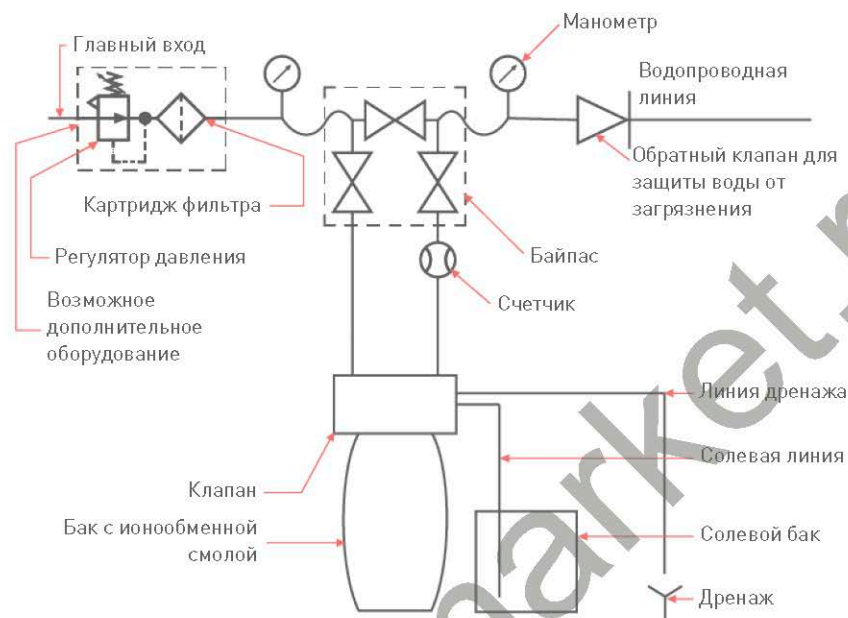 Главный вход
Манометр
Водопроводная
линия
Обратный клапан для
защиты воды от
загрязнения
Картридж фильтра
Регулятор давления
Байпас
Возможное
дополнительное
оборудование
Счетчик
Линия дренажа
Солевая линия
Клапан
Бак с ионообменной
смолой
Солевой бак
Дренаж